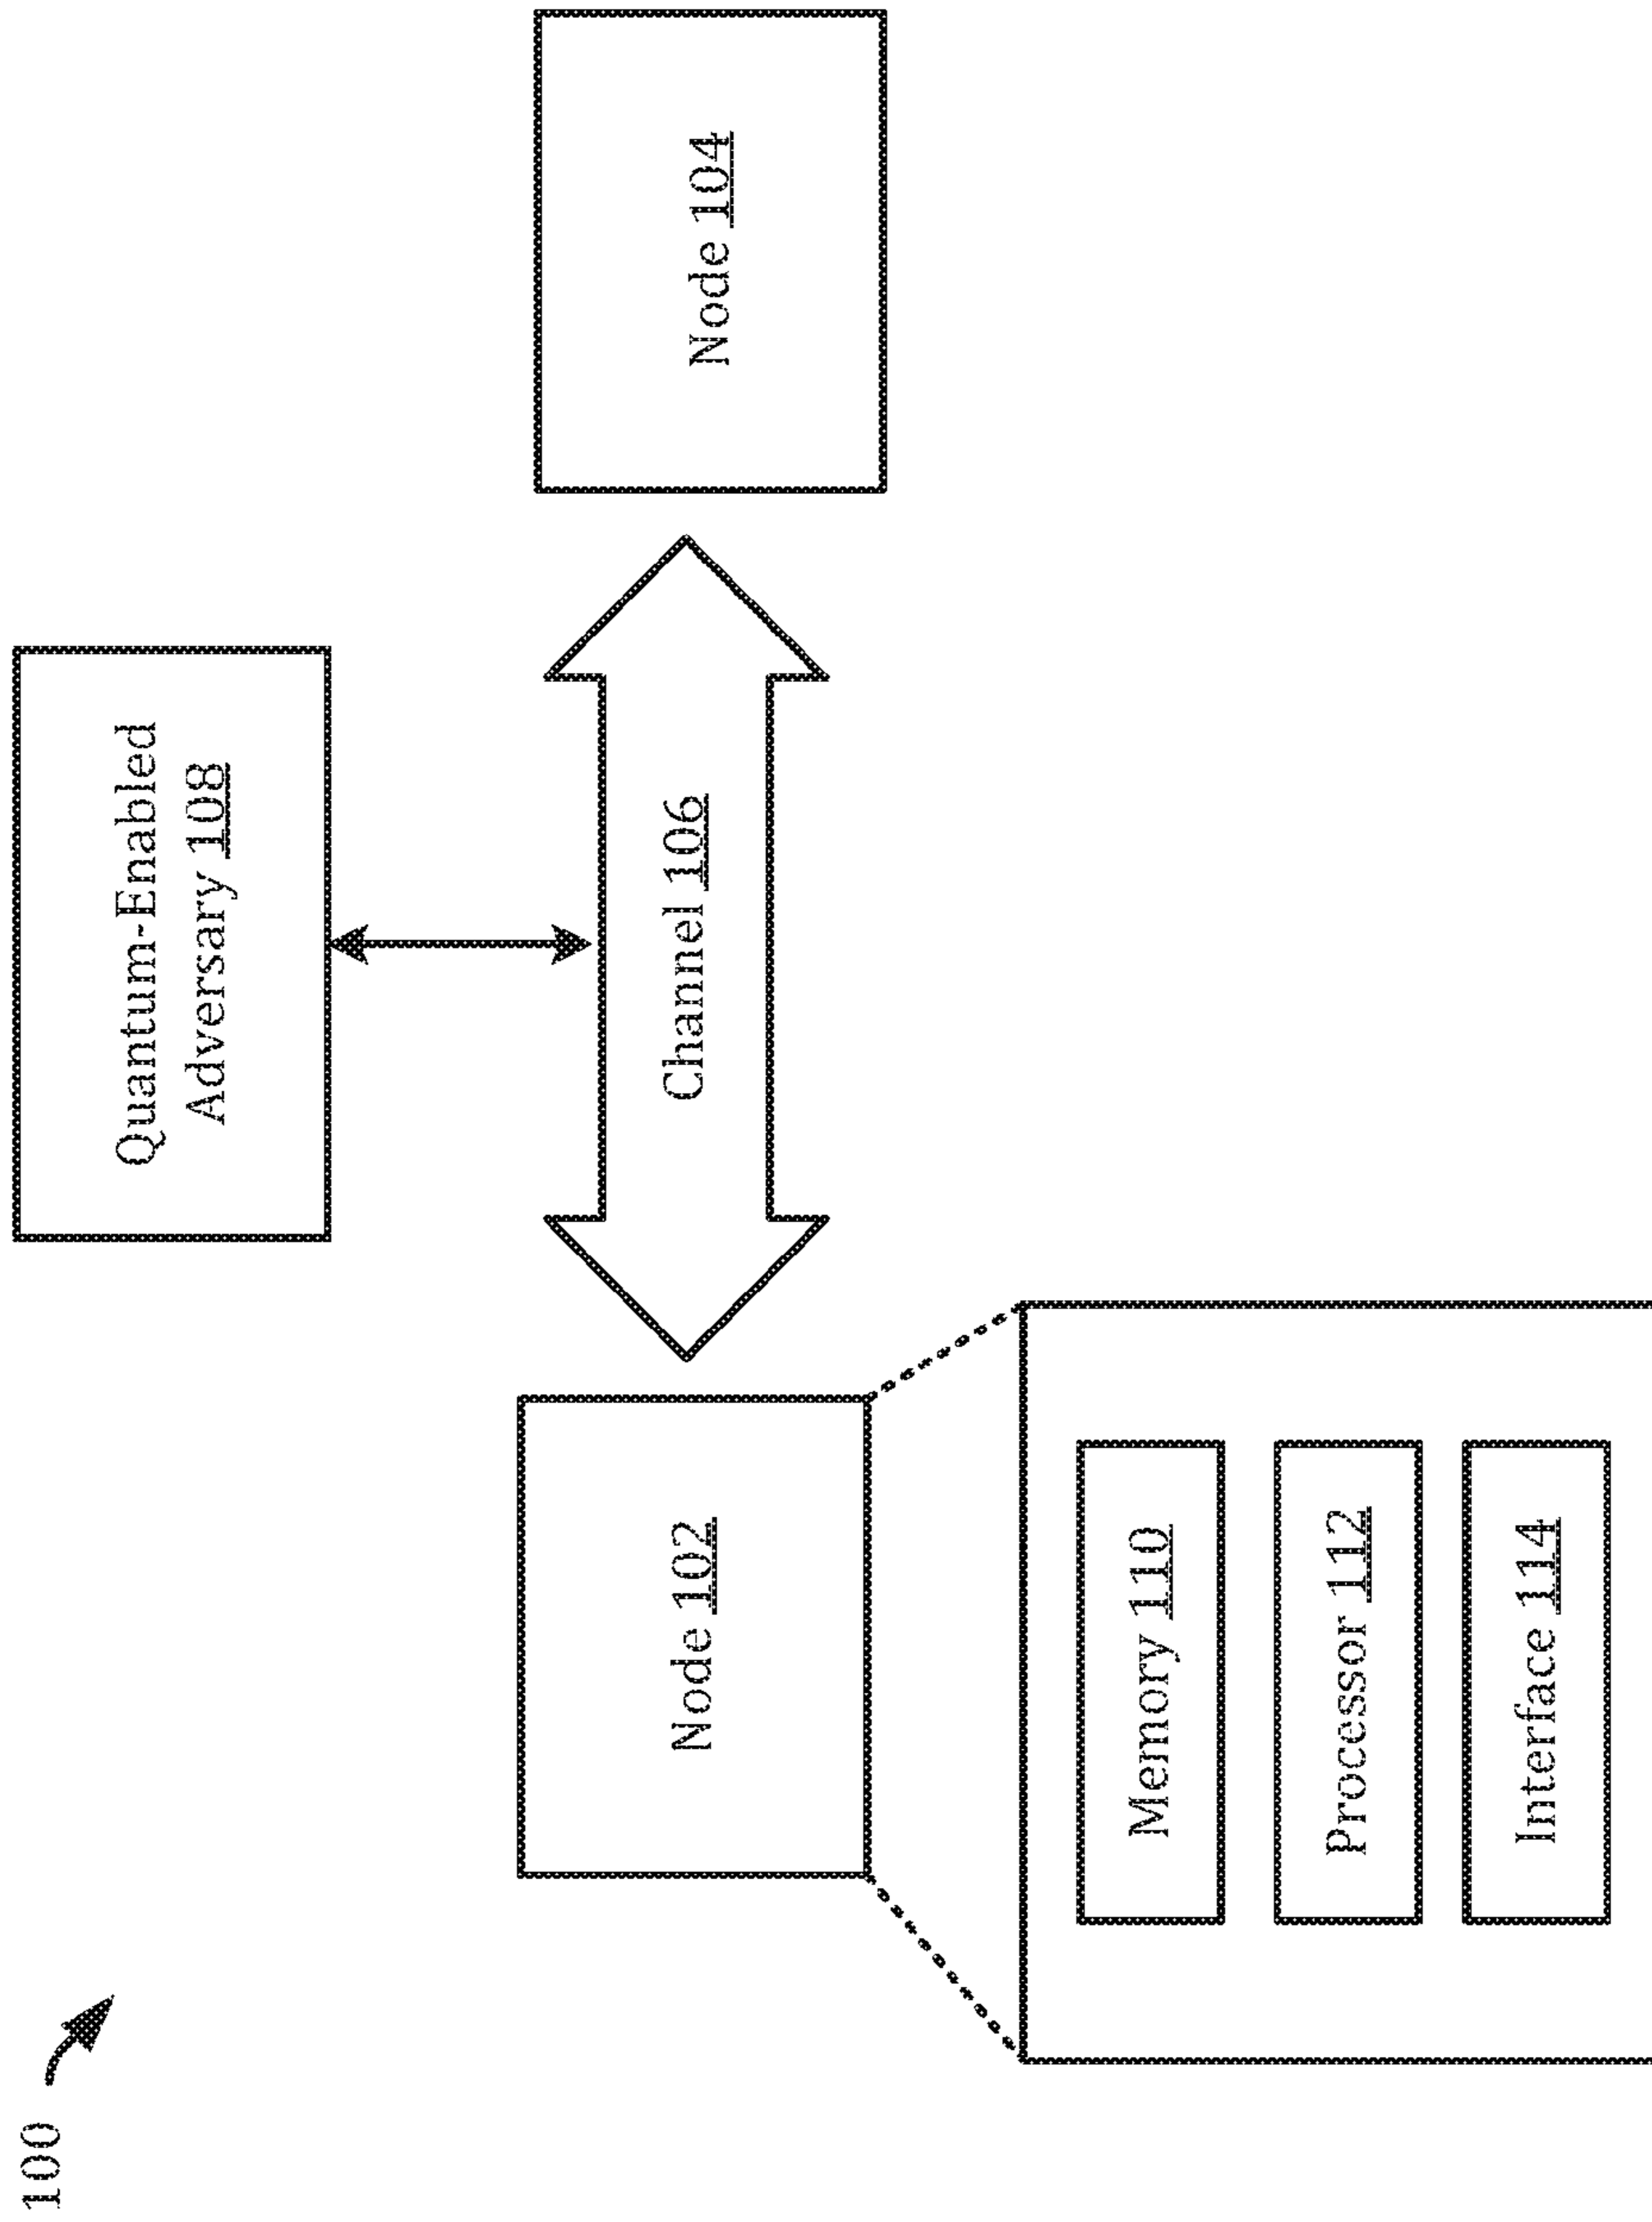 100
Quantum-Enabled
Adversary 108
Node 102
Channel 106
Node 104
Memory 110
Processor 112
Interface 114